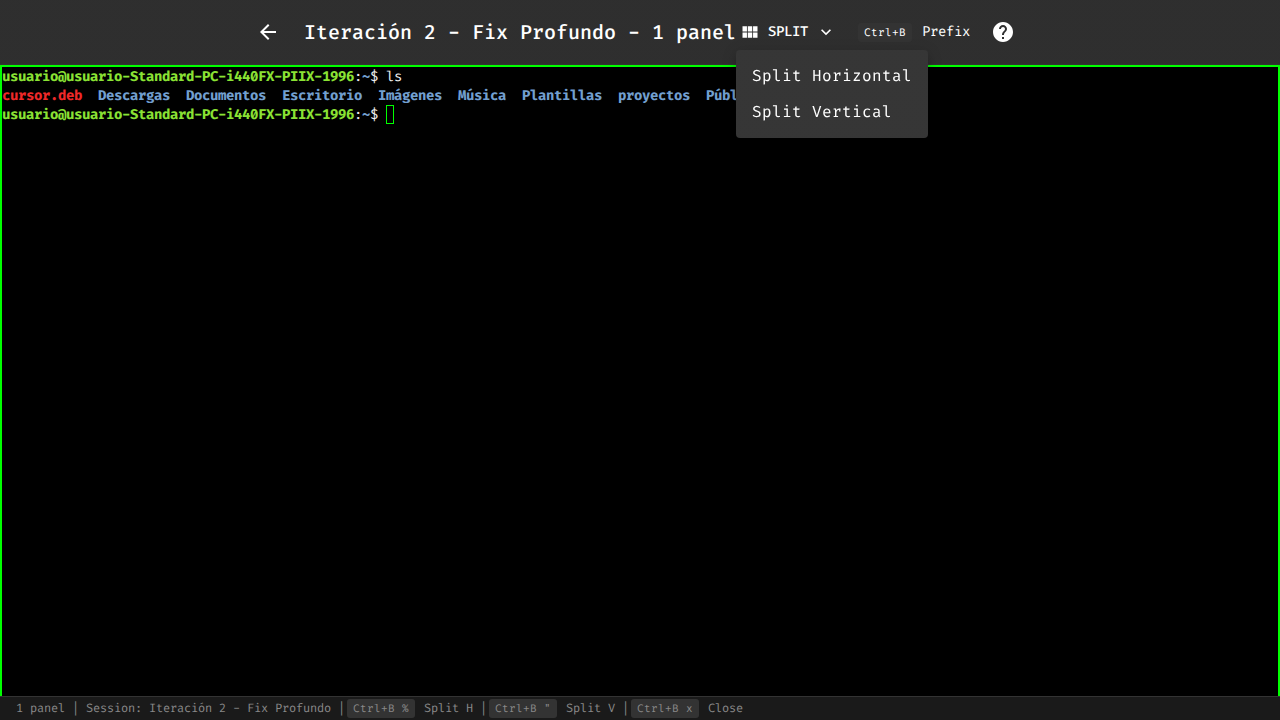 Iteración 2 - Fix Profundo - 1 panel SPLIT Ctrl+B Prefix
Split Horizontal
Split Vertical
usuario@usuario-Standard-PC-i440FX-PIIX-1996:~$ ls
cursor.deb Descargas Documentos Escritorio Imágenes Música Plantillas proyectos
usuario@usuario-Standard-PC-i440FX-PIIX-1996:~$
1 panel | Session: Iteración 2 - Fix Profundo | Ctrl+B % Split H | Ctrl+B " Split V | Ctrl+B x Close